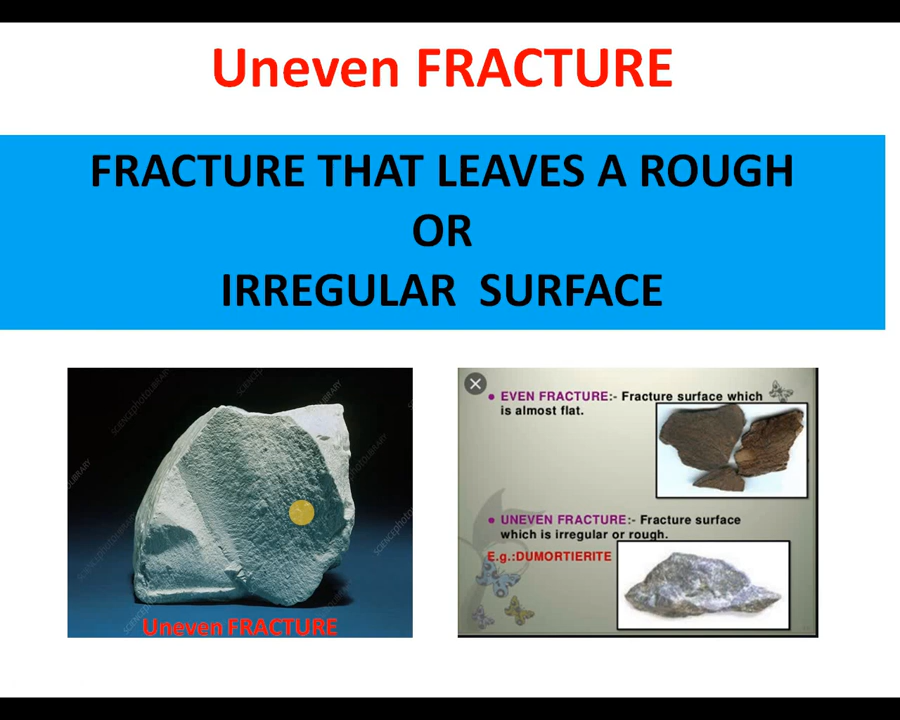 Uneven FRACTURE
FRACTURE THAT LEAVES A ROUGH
OR
IRREGULAR SURFACE
SCIENCEphotoLIBRARY
Uneven FRACTURE
EVEN FRACTURE:- Fracture surface which
is almost flat.
UNEVEN FRACTURE:- Fracture surface
which is irregular or rough.
E.g.:DUMORTIERITE